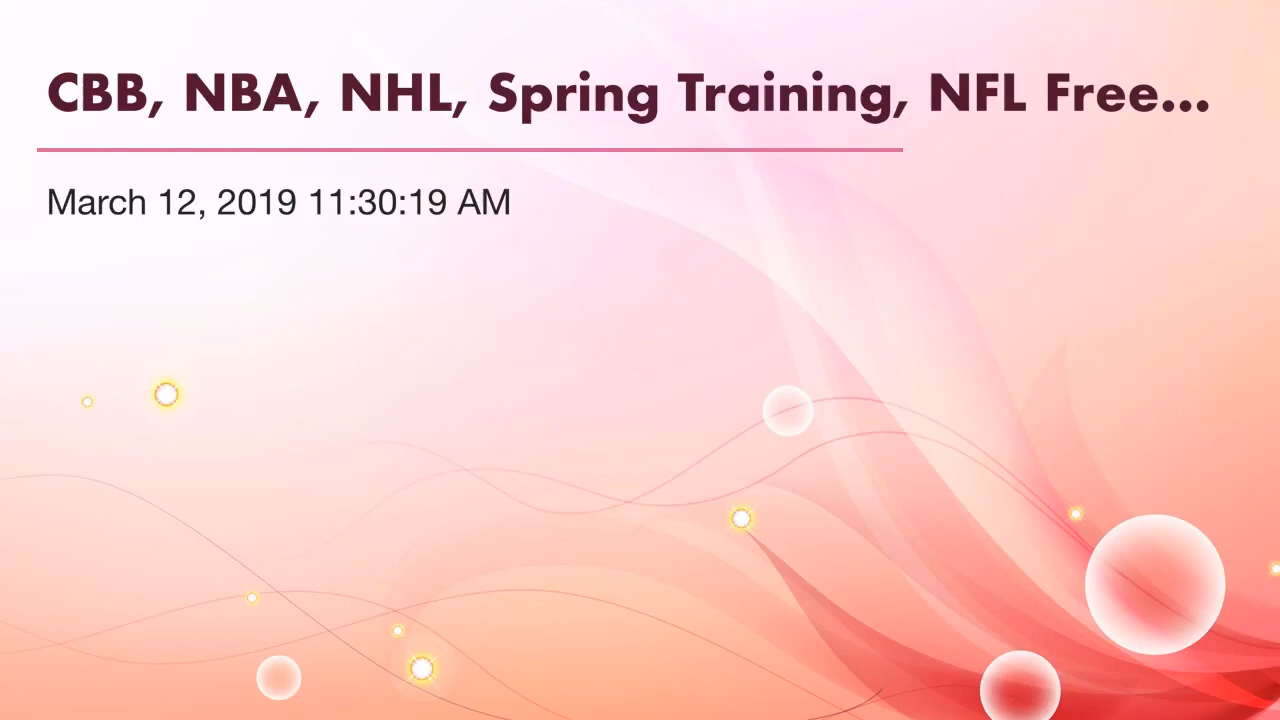 CBB, NBA, NHL, Spring Training, NFL Free...
March 12, 2019 11:30:19 AM